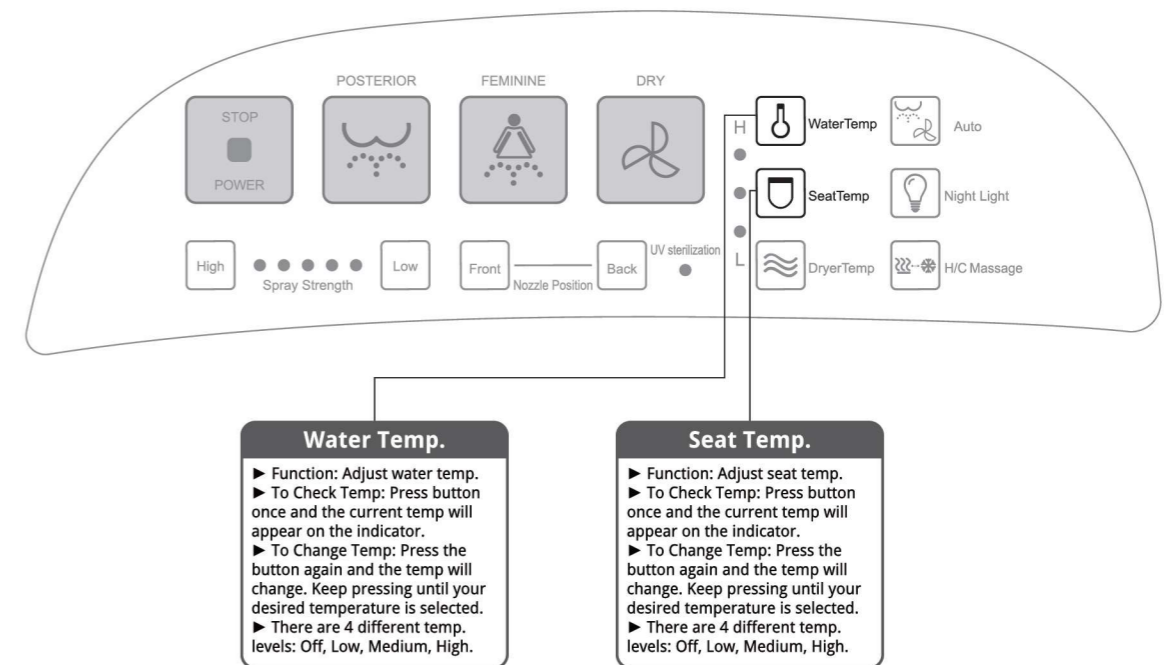 POSTERIOR FEMININE DRY
STOP
POWER
H
WaterTemp
Auto
SeatTemp
Night Light
High
Spray Strength
Low
Front
Nozzle Position
Back
UV sterilization
L
DryerTemp
H/C Massage
Water Temp.
► Function: Adjust water temp.
► To Check Temp: Press button
once and the current temp will
appear on the indicator.
► To Change Temp: Press the
button again and the temp will
change. Keep pressing until your
desired temperature is selected.
► There are 4 different temp.
levels: Off, Low, Medium, High.
Seat Temp.
► Function: Adjust seat temp.
► To Check Temp: Press button
once and the current temp will
appear on the indicator.
► To Change Temp: Press the
button again and the temp will
change. Keep pressing until your
desired temperature is selected.
► There are 4 different temp.
levels: Off, Low, Medium, High.